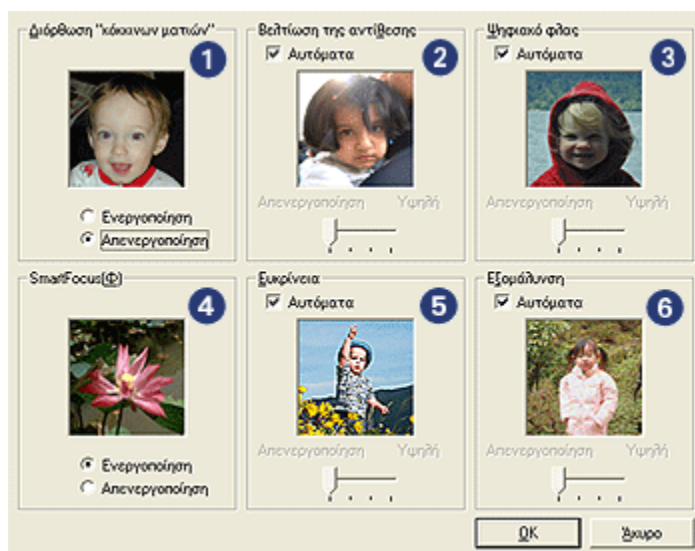 Διόρθωση "κόκκινων ματιών"
1
Ενεργοποίηση
Απενεργοποίηση
Βελτίωση της αντίθεσης
Αυτόματα
2
Απενεργοποίηση Υψηλή
Ψηφιακό φλας
Αυτόματα
3
Απενεργοποίηση Υψηλή
SmartFocus(Φ)
4
Ενεργοποίηση
Απενεργοποίηση
Ευκρίνεια
Αυτόματα
5
Απενεργοποίηση Υψηλή
Εξομάλυνση
Αυτόματα
6
Απενεργοποίηση Υψηλή
OK
Άκυρο